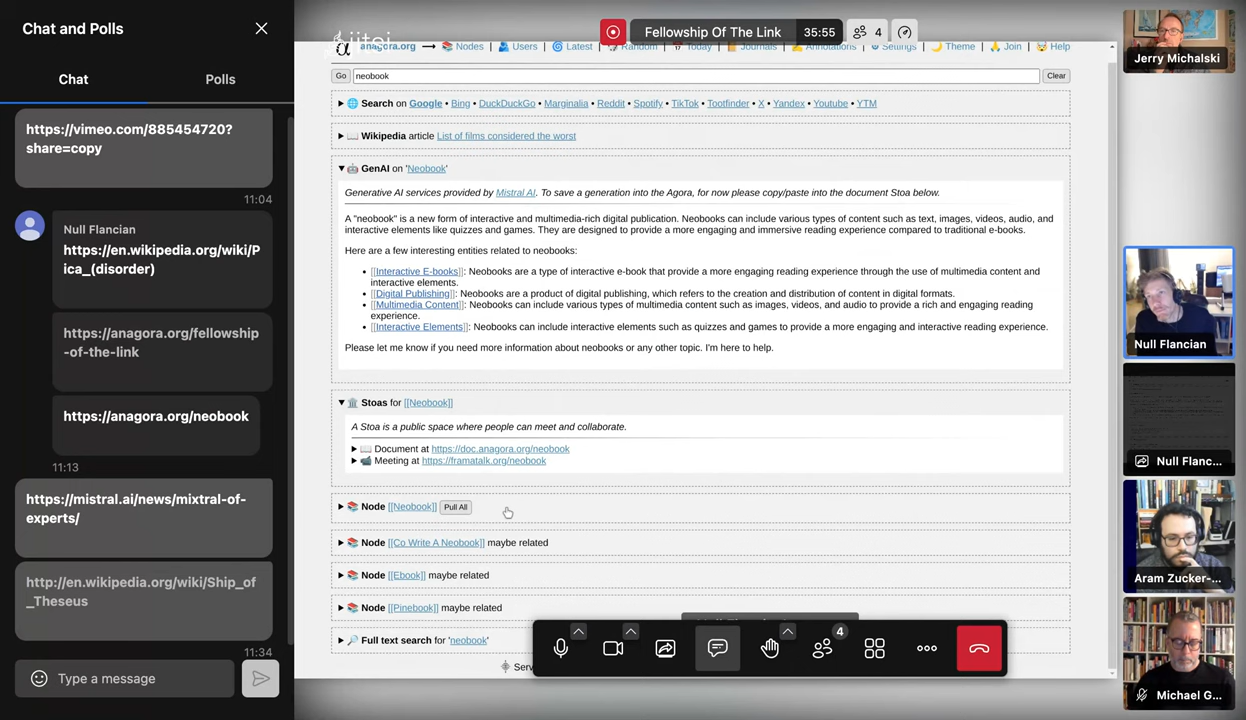 Chat and Polls
Chat
Polls
https://vimeo.com/885454720?
share=copy
11:04
Null Flancian
https://en.wikipedia.org/wiki/P
ica_(disorder)
https://anagora.org/fellowship
-of-the-link
https://anagora.org/neobook
11:13
https://mistral.ai/news/mixtral-of-
experts/
http://en.wikipedia.org/wiki/Ship_of
_Theseus
11:34
Type a message
Fellowship Of The Link
35:55
4
anagora.org → Nodes • Users • Latest • Random • Today • Journals • Annotations • Settings • Theme • Join • Help
Go
neobook
Clear
Search on Google • Bing • DuckDuckGo • Marginalia • Reddit • Spotify • TikTok • Tootfinder • X • Yandex • Youtube • YTM
Wikipedia article List of films considered the worst
GenAI on 'Neobook'
Generative AI services provided by Mistral AI. To save a generation into the Agora, for now please copy/paste into the document Stoa below.
A "neobook" is a new form of interactive and multimedia-rich digital publication. Neobooks can include various types of content such as text, images, videos, audio, and
interactive elements like quizzes and games. They are designed to provide a more engaging and immersive reading experience compared to traditional e-books.
Here are a few interesting entities related to neobooks:
• [[Interactive E-books]]: Neobooks are a type of interactive e-book that provide a more engaging reading experience through the use of multimedia content and
interactive elements.
• [[Digital Publishing]]: Neobooks are a product of digital publishing, which refers to the creation and distribution of content in digital formats.
• [[Multimedia Content]]: Neobooks can include various types of multimedia content such as images, videos, and audio to provide a rich and engaging reading
experience.
• [[Interactive Elements]]: Neobooks can include interactive elements such as quizzes and games to provide a more engaging and interactive reading experience.
Please let me know if you need more information about neobooks or any other topic. I'm here to help.
Stoas for [[Neobook]]
A Stoa is a public space where people can meet and collaborate.
Document at https://doc.anagora.org/neobook
Meeting at https://framatalk.org/neobook
Node [[Neobook]] Pull All
Node [[Co Write A Neobook]] maybe related
Node [[Ebook]] maybe related
Node [[Pinebook]] maybe related
Full text search for 'neobook'
4
Jerry Michalski
Null Flancian
Null Flanc...
Aram Zucker-...
Michael G...